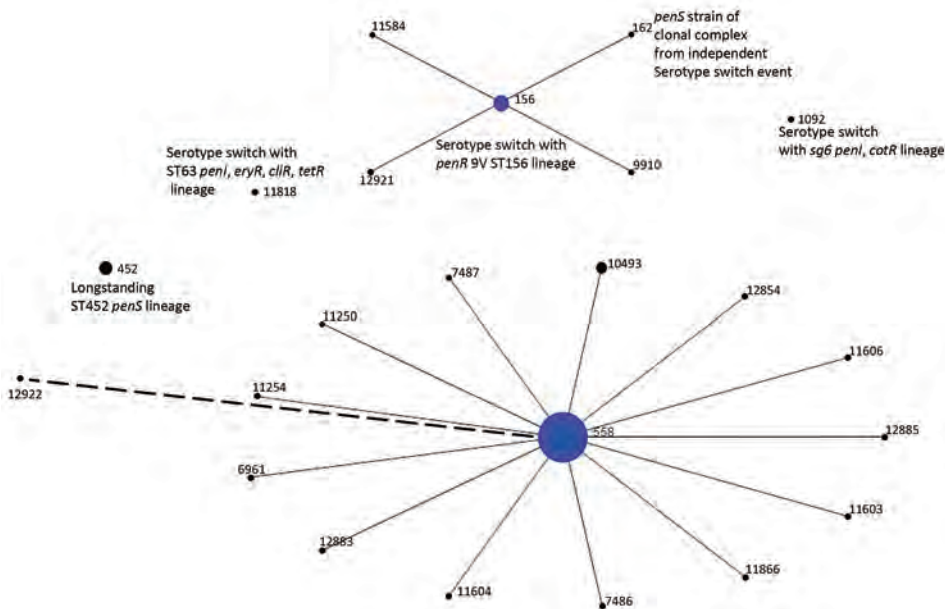 11584
162
penS strain of
clonal complex
from independent
Serotype switch event
156
1092
Serotype switch
with sg6 penI, cotR lineage
Serotype switch with
penR 9V ST156 lineage
Serotype switch with
ST63 penI, eryR, cliR, tetR
lineage
11818
12921
9910
452
Longstanding
ST452 penS lineage
7487
10493
12854
11250
11606
12922
11254
558
12885
6961
11603
12883
11866
11604
7486